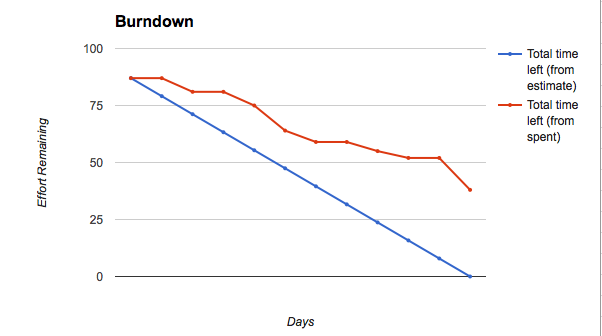 Burndown
100
75
50
25
0
Effort Remaining
Days
Total time
left (from
estimate)
Total time
left (from
spent)